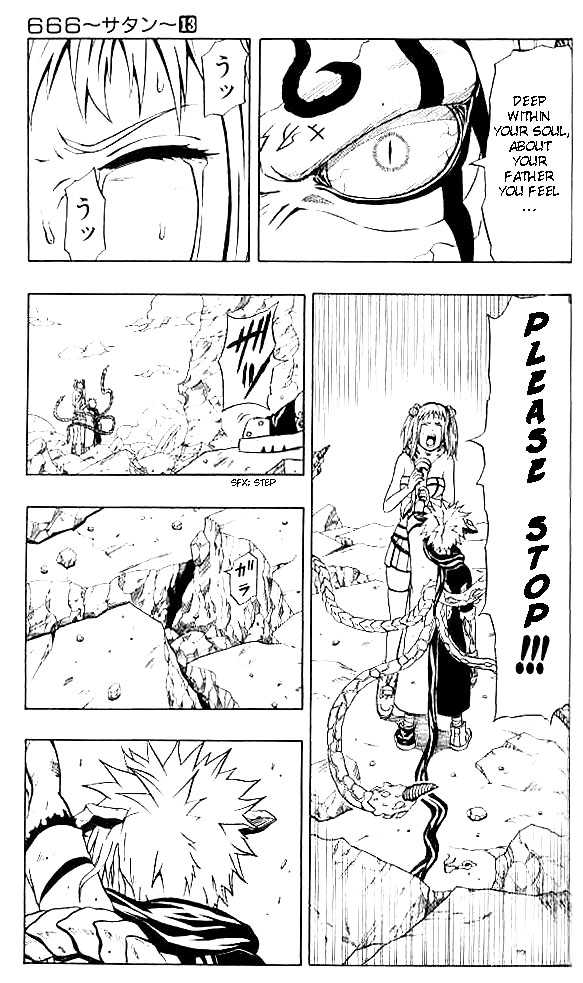 666～サタン～13
DEEP
WITHIN
YOUR SOUL,
ABOUT
YOUR
FATHER
YOU FEEL
...
うッ
うッ
PLEASE STOP!!!
ザッ
SFX: STEP
ガラ